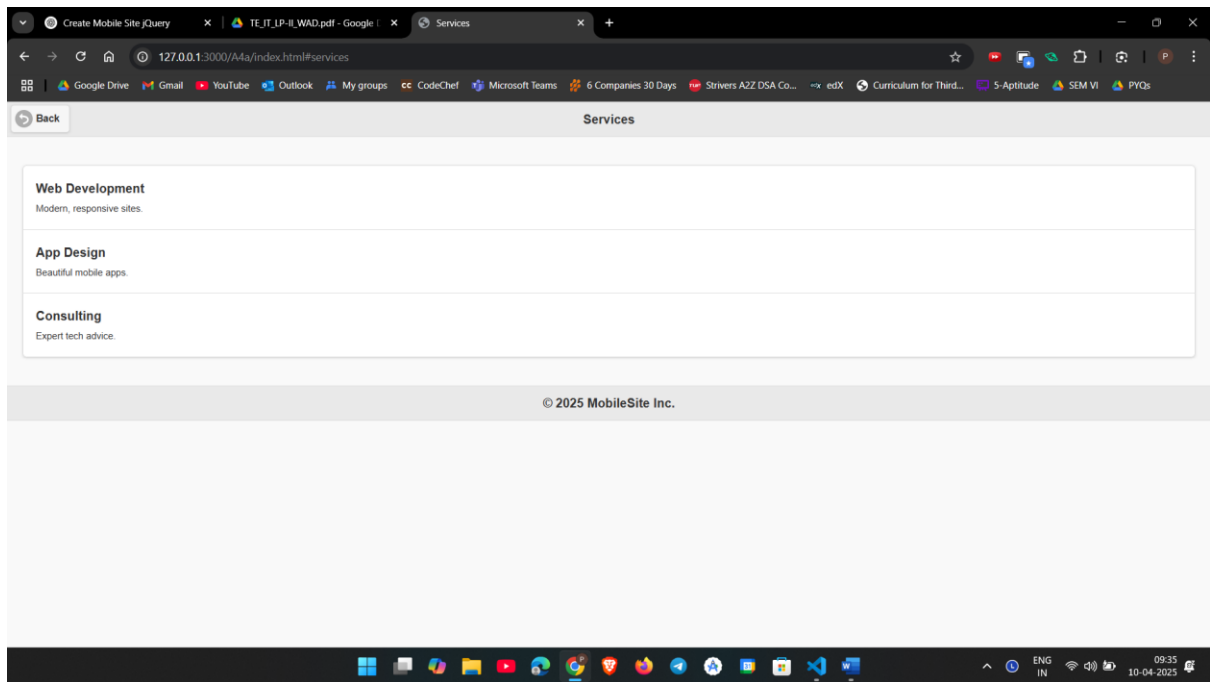 Create Mobile Site jQuery
TE_IT_LP-II_WAD.pdf - Google
Services
127.0.0.1:3000/A4a/index.html#services
P
Google Drive Gmail YouTube Outlook My groups CodeChef Microsoft Teams 6 Companies 30 Days Strivers A2Z DSA Co... edX Curriculum for Third... 5-Aptitude SEM VI PYQs
Back
Services
Web Development
Modern, responsive sites.
App Design
Beautiful mobile apps.
Consulting
Expert tech advice.
© 2025 MobileSite Inc.
ENG 09:35
IN 10-04-2025